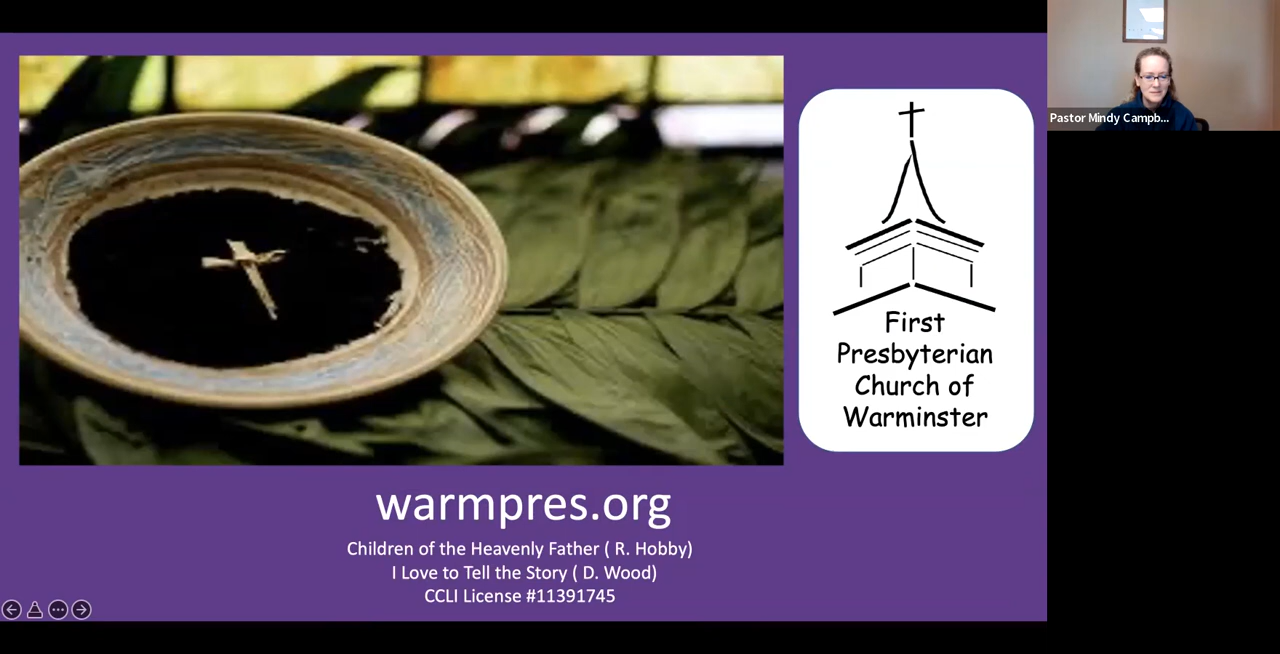 Pastor Mindy Campb...
First
Presbyterian
Church of
Warminster
warmpres.org
Children of the Heavenly Father ( R. Hobby)
I Love to Tell the Story ( D. Wood)
CCLI License #11391745